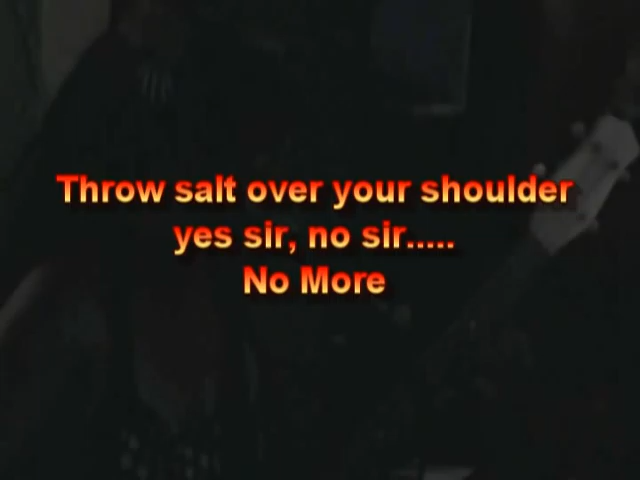 Throw salt over your shoulder
yes sir, no sir.....
No More